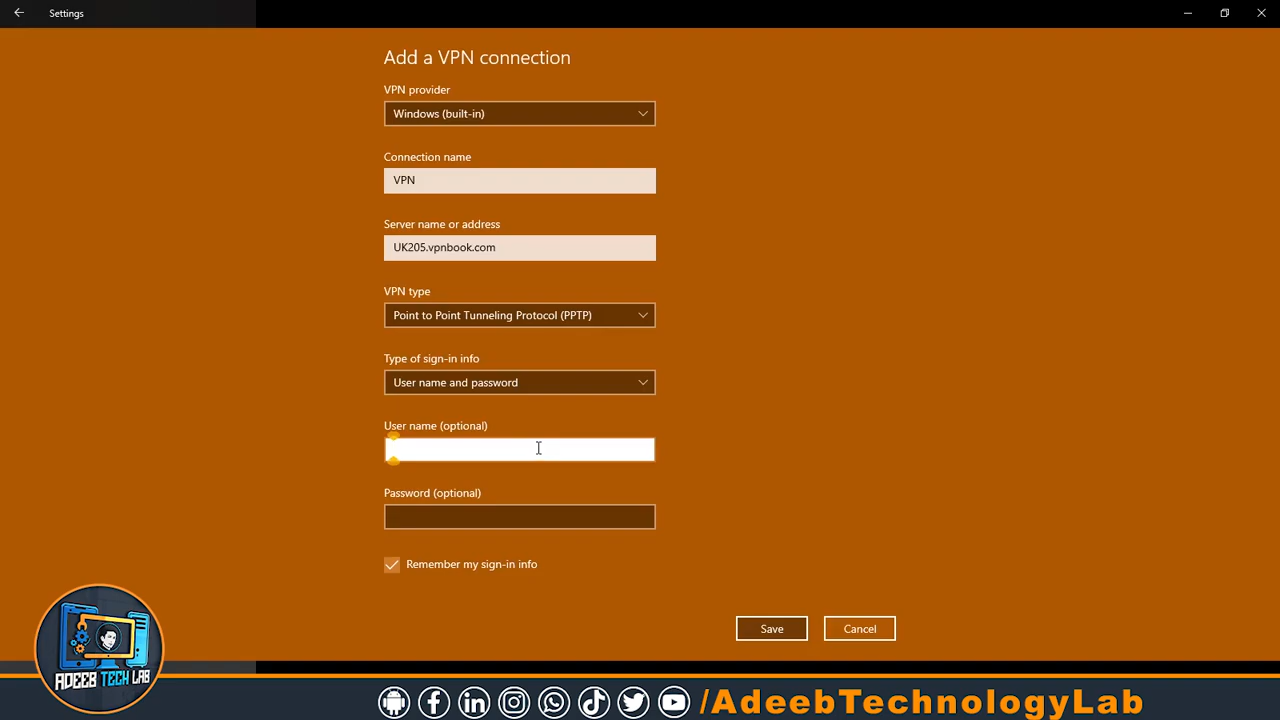 Settings
Add a VPN connection
VPN provider
Windows (built-in)
Connection name
VPN
Server name or address
UK205.vpnbook.com
VPN type
Point to Point Tunneling Protocol (PPTP)
Type of sign-in info
User name and password
User name (optional)
Password (optional)
Remember my sign-in info
Save Cancel
ADEEB TECH LAB
/AdeebTechnologyLab